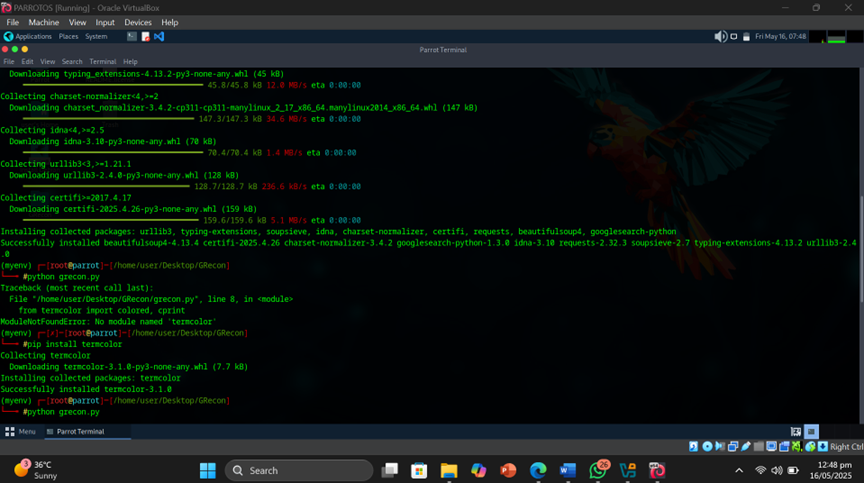 PARROTOS [Running] - Oracle VirtualBox
File Machine View Input Devices Help
Applications Places System Fri May 16, 07:48
Parrot Terminal
File Edit View Search Terminal Help
Downloading typing_extensions-4.13.2-py3-none-any.whl (45 kB)
45.8/45.8 kB 12.0 MB/s eta 0:00:00
Collecting charset-normalizer<4,>=2
Downloading charset_normalizer-3.4.2-cp311-cp311-manylinux_2_17_x86_64.manylinux2014_x86_64.whl (147 kB)
147.3/147.3 kB 34.6 MB/s eta 0:00:00
Collecting idna<4,>=2.5
Downloading idna-3.10-py3-none-any.whl (70 kB)
70.4/70.4 kB 1.4 MB/s eta 0:00:00
Collecting urllib3<3,>=1.21.1
Downloading urllib3-2.4.0-py3-none-any.whl (128 kB)
128.7/128.7 kB 236.6 kB/s eta 0:00:00
Collecting certifi>=2017.4.17
Downloading certifi-2025.4.26-py3-none-any.whl (159 kB)
159.6/159.6 kB 5.1 MB/s eta 0:00:00
Installing collected packages: urllib3, typing-extensions, soupsieve, idna, charset-normalizer, certifi, requests, beautifulsoup4, googlesearch-python
Successfully installed beautifulsoup4-4.13.4 certifi-2025.4.26 charset-normalizer-3.4.2 googlesearch-python-1.3.0 idna-3.10 requests-2.32.3 soupsieve-2.7 typing-extensions-4.13.2 urllib3-2.4
.0
(myenv) ┌─[root@parrot]─[/home/user/Desktop/GRecon]
└──╼ #python grecon.py
Traceback (most recent call last):
File "/home/user/Desktop/GRecon/grecon.py", line 8, in <module>
from termcolor import colored, cprint
ModuleNotFoundError: No module named 'termcolor'
(myenv) ┌─[✗]─[root@parrot]─[/home/user/Desktop/GRecon]
└──╼ #pip install termcolor
Collecting termcolor
Downloading termcolor-3.1.0-py3-none-any.whl (7.7 kB)
Installing collected packages: termcolor
Successfully installed termcolor-3.1.0
(myenv) ┌─[root@parrot]─[/home/user/Desktop/GRecon]
└──╼ #python grecon.py
Menu Parrot Terminal
Right Ctrl
3 36°C
Sunny
Search
26
12:48 pm
16/05/2025